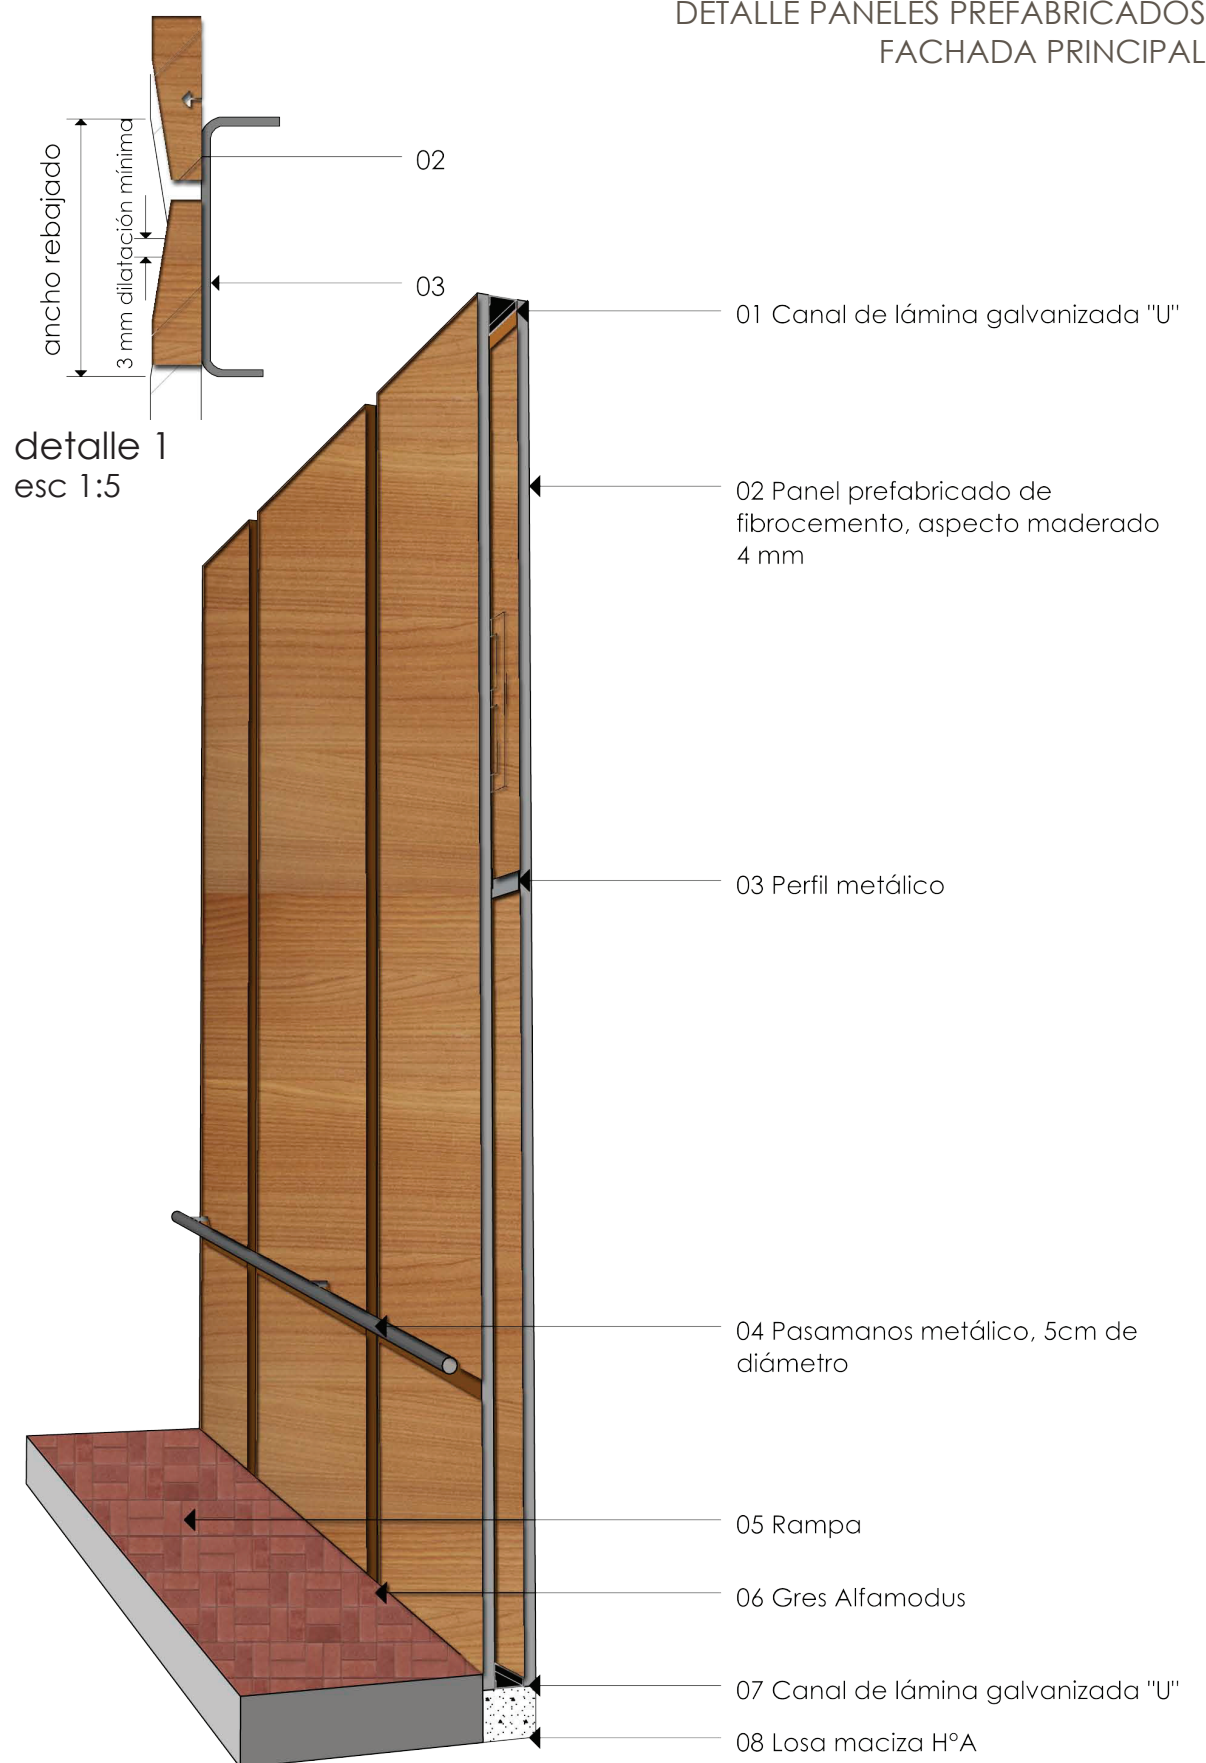 DETALLE PANELES PREFABRICADOS
FACHADA PRINCIPAL
ancho rebajado
3 mm dilatación mínima
02
03
detalle 1
esc 1:5
01 Canal de lámina galvanizada "U"
02 Panel prefabricado de
fibrocemento, aspecto maderado
4 mm
03 Perfil metálico
04 Pasamanos metálico, 5cm de
diámetro
05 Rampa
06 Gres Alfamodus
07 Canal de lámina galvanizada "U"
08 Losa maciza HºA